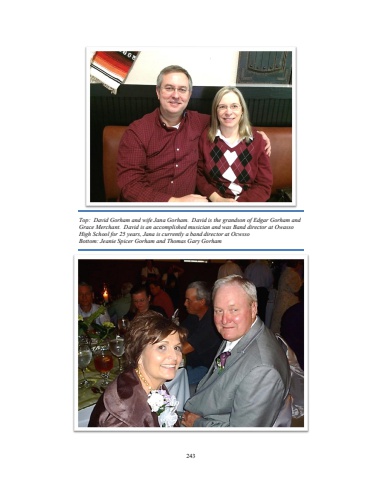 Top: David Gorham and wife Jana Gorham. David is the grandson of Edgar Gorham and
Grace Merchant. David is an accomplished musician and was Band director at Owasso
High School for 25 years, Jana is currently a band director at Owasso
Bottom: Jeanie Spicer Gorham and Thomas Gary Gorham
243